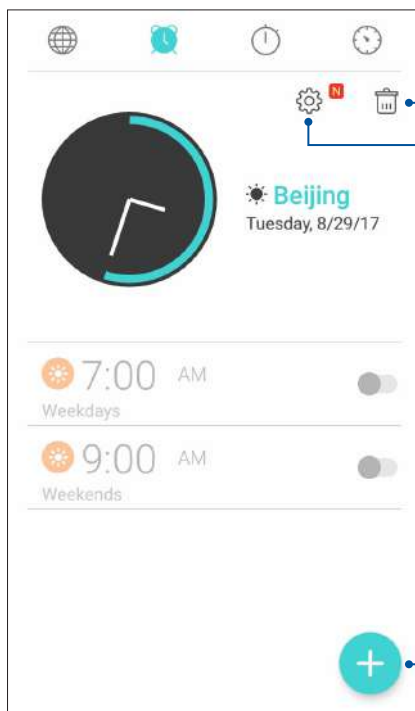 N
Beijing
Tuesday, 8/29/17
7:00 AM
Weekdays
9:00 AM
Weekends